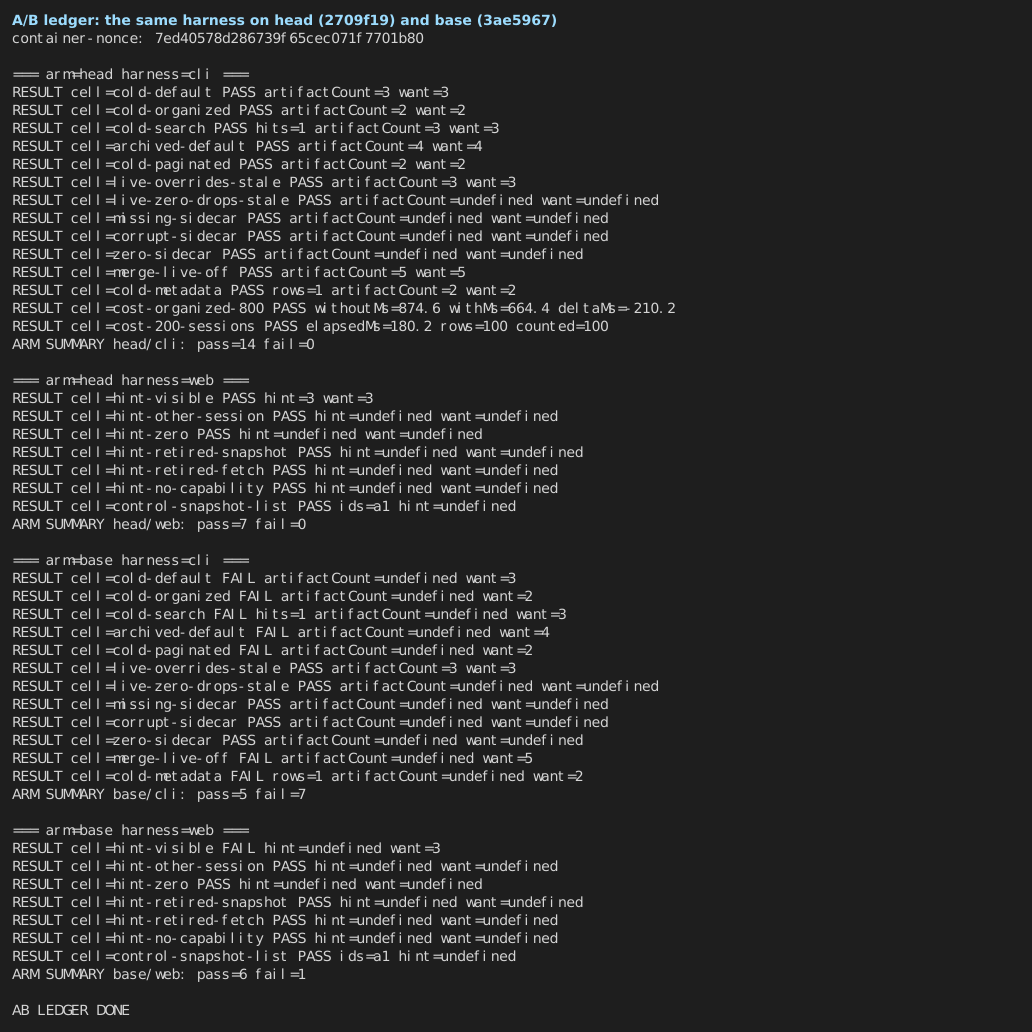 A/B ledger: the same harness on head (2709f19) and base (3ae5967)
container-nonce: 7ed40578d286739f65cec071f7701b80
=== arm=head harness=cli ===
RESULT cell=cold-default PASS artifactCount=3 want=3
RESULT cell=cold-organized PASS artifactCount=2 want=2
RESULT cell=cold-search PASS hits=1 artifactCount=3 want=3
RESULT cell=archived-default PASS artifactCount=4 want=4
RESULT cell=cold-paginated PASS artifactCount=2 want=2
RESULT cell=live-overrides-stale PASS artifactCount=3 want=3
RESULT cell=live-zero-drops-stale PASS artifactCount=undefined want=undefined
RESULT cell=missing-sidecar PASS artifactCount=undefined want=undefined
RESULT cell=corrupt-sidecar PASS artifactCount=undefined want=undefined
RESULT cell=zero-sidecar PASS artifactCount=undefined want=undefined
RESULT cell=merge-live-off PASS artifactCount=5 want=5
RESULT cell=cold-metadata PASS rows=1 artifactCount=2 want=2
RESULT cell=cost-organized-800 PASS withoutMs=874.6 withMs=664.4 deltaMs=-210.2
RESULT cell=cost-200-sessions PASS elapsedMs=180.2 rows=100 counted=100
ARM SUMMARY head/cli: pass=14 fail=0
=== arm=head harness=web ===
RESULT cell=hint-visible PASS hint=3 want=3
RESULT cell=hint-other-session PASS hint=undefined want=undefined
RESULT cell=hint-zero PASS hint=undefined want=undefined
RESULT cell=hint-retired-snapshot PASS hint=undefined want=undefined
RESULT cell=hint-retired-fetch PASS hint=undefined want=undefined
RESULT cell=hint-no-capability PASS hint=undefined want=undefined
RESULT cell=control-snapshot-list PASS ids=a1 hint=undefined
ARM SUMMARY head/web: pass=7 fail=0
=== arm=base harness=cli ===
RESULT cell=cold-default FAIL artifactCount=undefined want=3
RESULT cell=cold-organized FAIL artifactCount=undefined want=2
RESULT cell=cold-search FAIL hits=1 artifactCount=undefined want=3
RESULT cell=archived-default FAIL artifactCount=undefined want=4
RESULT cell=cold-paginated FAIL artifactCount=undefined want=2
RESULT cell=live-overrides-stale PASS artifactCount=3 want=3
RESULT cell=live-zero-drops-stale PASS artifactCount=undefined want=undefined
RESULT cell=missing-sidecar PASS artifactCount=undefined want=undefined
RESULT cell=corrupt-sidecar PASS artifactCount=undefined want=undefined
RESULT cell=zero-sidecar PASS artifactCount=undefined want=undefined
RESULT cell=merge-live-off FAIL artifactCount=undefined want=5
RESULT cell=cold-metadata FAIL rows=1 artifactCount=undefined want=2
ARM SUMMARY base/cli: pass=5 fail=7
=== arm=base harness=web ===
RESULT cell=hint-visible FAIL hint=undefined want=3
RESULT cell=hint-other-session PASS hint=undefined want=undefined
RESULT cell=hint-zero PASS hint=undefined want=undefined
RESULT cell=hint-retired-snapshot PASS hint=undefined want=undefined
RESULT cell=hint-retired-fetch PASS hint=undefined want=undefined
RESULT cell=hint-no-capability PASS hint=undefined want=undefined
RESULT cell=control-snapshot-list PASS ids=a1 hint=undefined
ARM SUMMARY base/web: pass=6 fail=1
AB LEDGER DONE